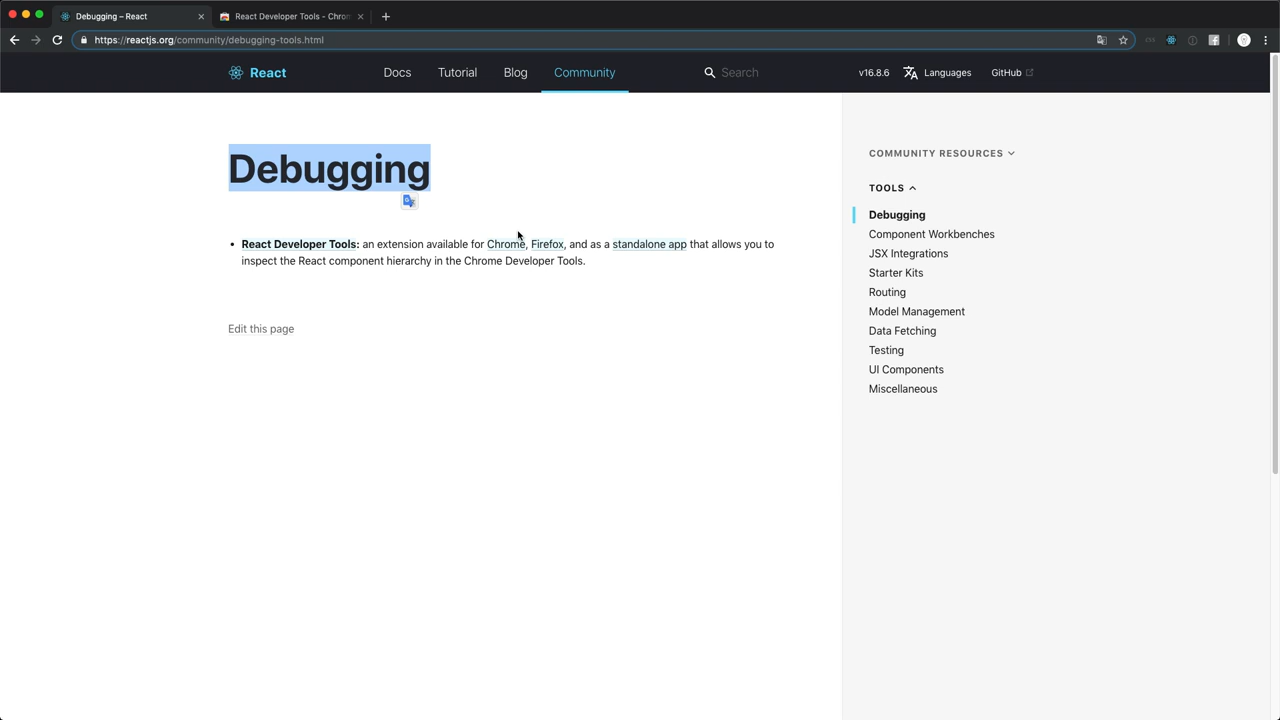 Debugging – React
React Developer Tools - Chrom
https://reactjs.org/community/debugging-tools.html
React
Docs
Tutorial
Blog
Community
Search
v16.8.6
Languages
GitHub
Debugging
React Developer Tools: an extension available for Chrome, Firefox, and as a standalone app that allows you to
inspect the React component hierarchy in the Chrome Developer Tools.
Edit this page
COMMUNITY RESOURCES
TOOLS
Debugging
Component Workbenches
JSX Integrations
Starter Kits
Routing
Model Management
Data Fetching
Testing
UI Components
Miscellaneous